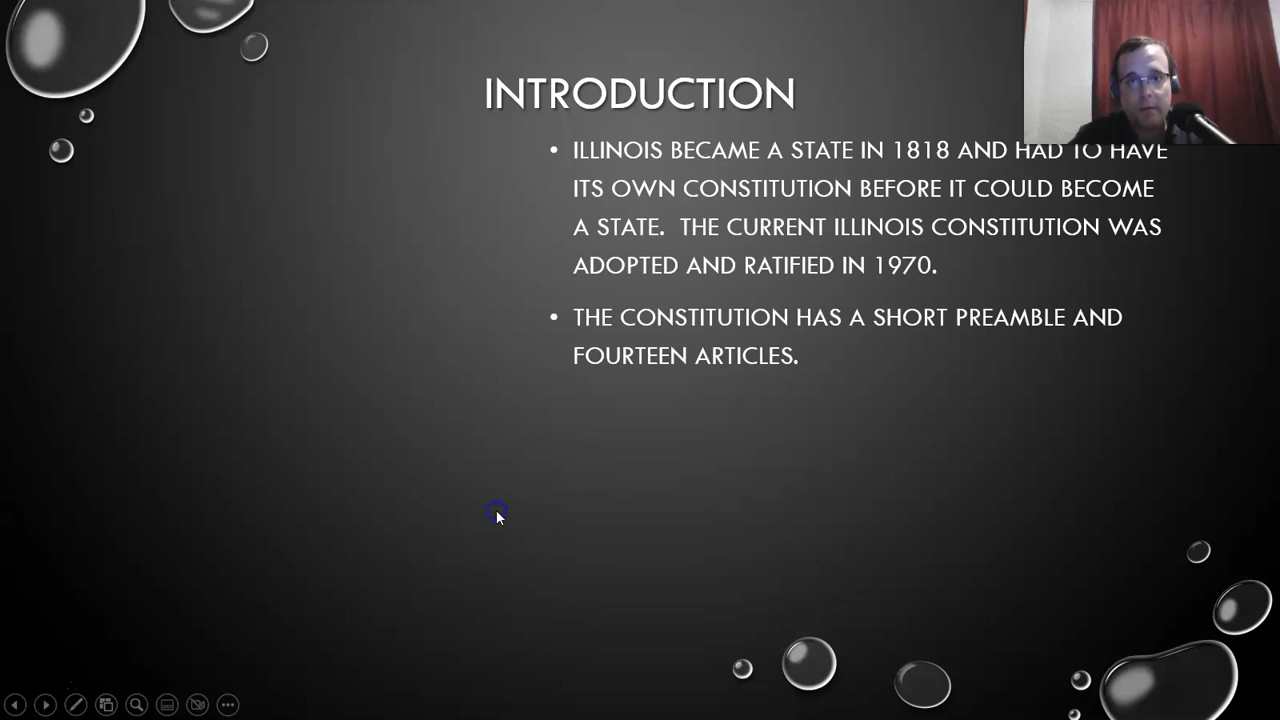 INTRODUCTION
• ILLINOIS BECAME A STATE IN 1818 AND HAD TO HAVE
ITS OWN CONSTITUTION BEFORE IT COULD BECOME
A STATE.  THE CURRENT ILLINOIS CONSTITUTION WAS
ADOPTED AND RATIFIED IN 1970.
• THE CONSTITUTION HAS A SHORT PREAMBLE AND
FOURTEEN ARTICLES.